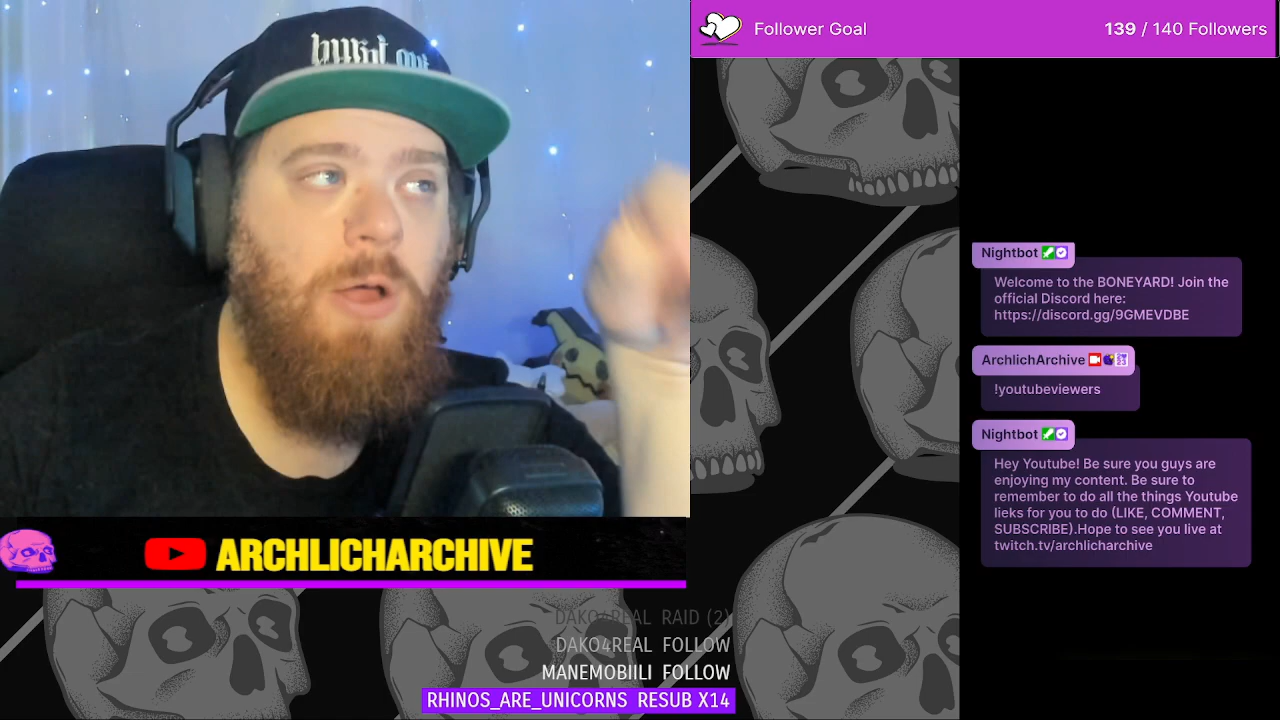 burnt out
Follower Goal
139 / 140 Followers
Nightbot
Welcome to the BONEYARD! Join the
official Discord here:
https://discord.gg/9GMEVDBE
ArchlichArchive
!youtubeviewers
Nightbot
Hey Youtube! Be sure you guys are
enjoying my content. Be sure to
remember to do all the things Youtube
lieks for you to do (LIKE, COMMENT,
SUBSCRIBE).Hope to see you live at
twitch.tv/archlicharchive
ARCHLICHARCHIVE
DAKO4REAL RAID (2)
DAKO4REAL FOLLOW
MANEMOBIILI FOLLOW
RHINOS_ARE_UNICORNS RESUB X14